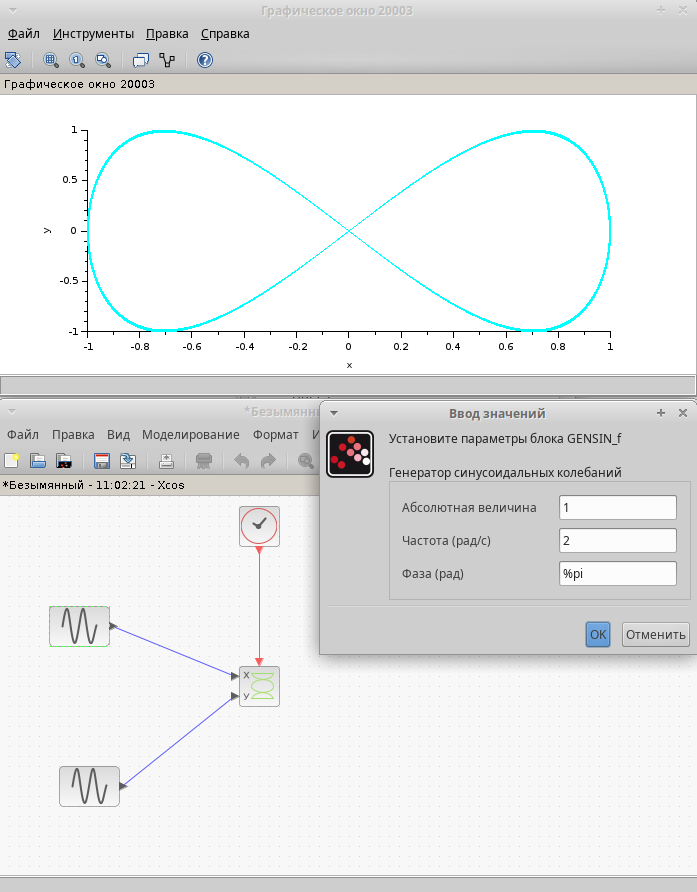 Графическое окно 20003
Файл Инструменты Правка Справка
Графическое окно 20003
1
0.5
0
-0.5
-1
y
-1 -0.8 -0.6 -0.4 -0.2 0 0.2 0.4 0.6 0.8 1
x
*Безымянн
Файл Правка Вид Моделирование Формат И
*Безымянный - 11:02:21 - Xcos
Ввод значений
Установите параметры блока GENSIN_f
Генератор синусоидальных колебаний
Абсолютная величина 1
Частота (рад/с) 2
Фаза (рад) %pi
OK Отменить
X
y